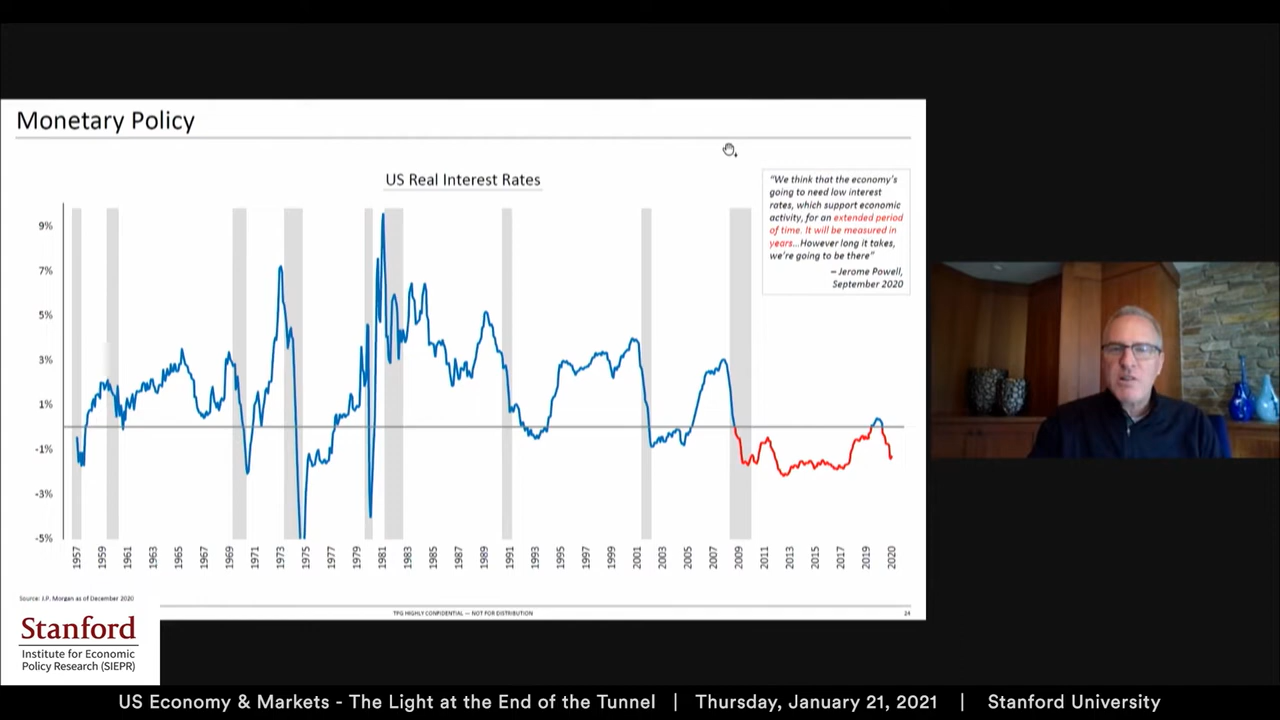 Monetary Policy
US Real Interest Rates
"We think that the economy's
going to need low interest
rates, which support economic
activity, for an extended period
of time. It will be measured in
years...However long it takes,
we're going to be there"
– Jerome Powell,
September 2020
9%
7%
5%
3%
1%
-1%
-3%
-5%
1957
1959
1961
1963
1965
1967
1969
1971
1973
1975
1977
1979
1981
1983
1985
1987
1989
1991
1993
1995
1997
1999
2001
2003
2005
2007
2009
2011
2013
2015
2017
2019
2020
Source: J.P. Morgan as of December 2020
TPG HIGHLY CONFIDENTIAL — NOT FOR DISTRIBUTION
24
Stanford
Institute for Economic
Policy Research (SIEPR)
US Economy & Markets - The Light at the End of the Tunnel | Thursday, January 21, 2021 | Stanford University